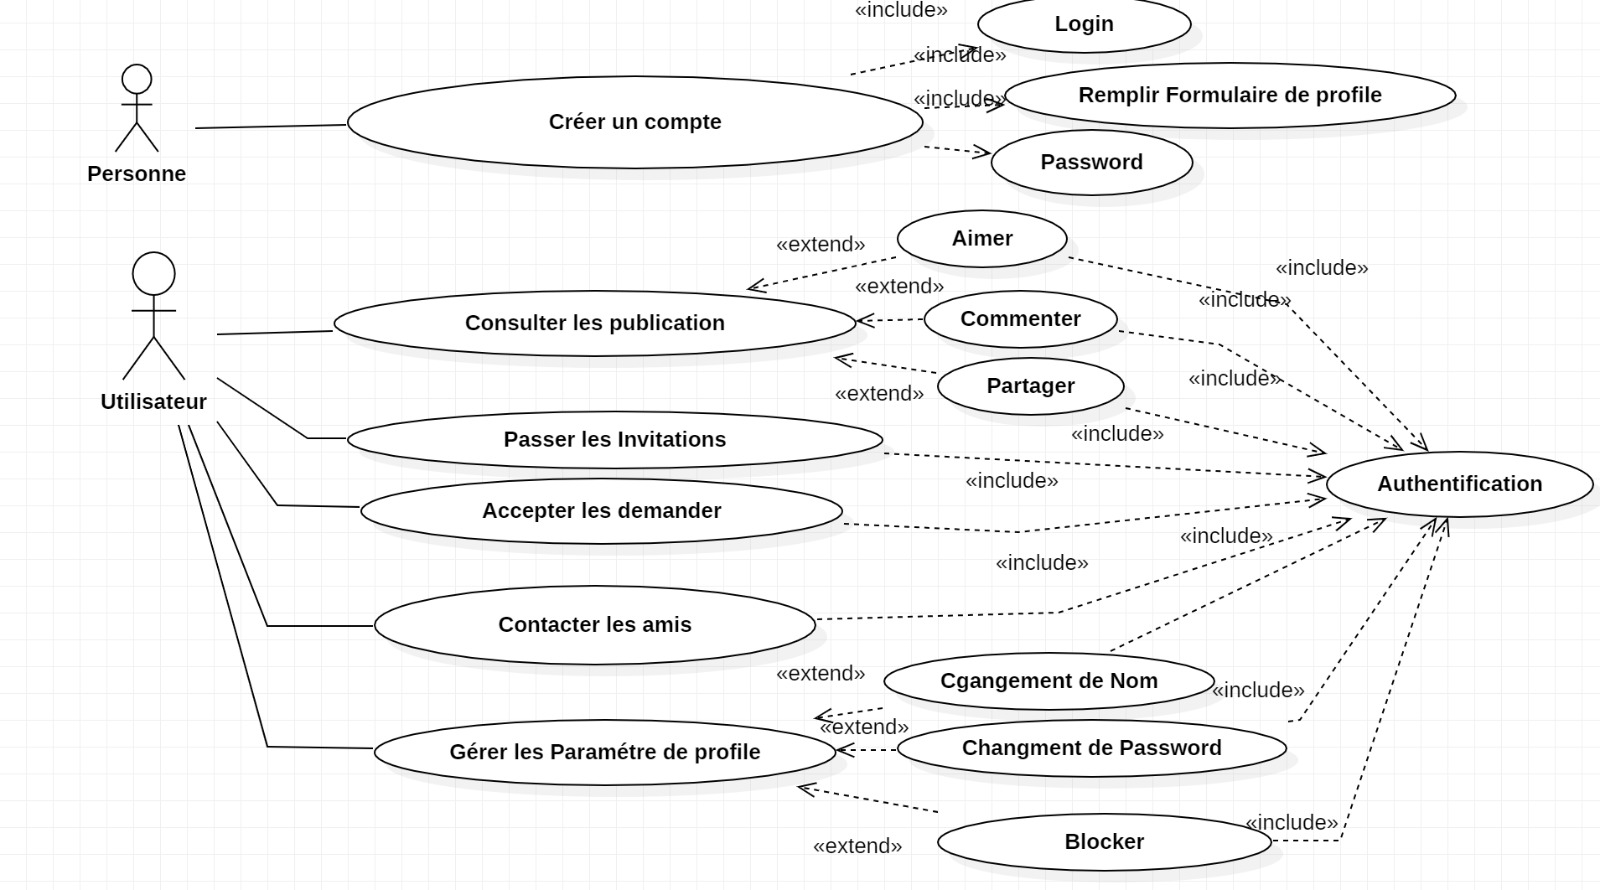 «include»
Login
«include»
Remplir Formulaire de profile
«include»
Créer un compte
Password
Personne
Aimer
«extend»
«include»
«extend»
«include»
Commenter
Consulter les publication
Partager
«include»
«extend»
Utilisateur
«include»
Passer les Invitations
«include»
Authentification
Accepter les demander
«include»
«include»
Contacter les amis
«extend»
Cgangement de Nom
«include»
«extend»
Changment de Password
Gérer les Paramétre de profile
«include»
Blocker
«extend»